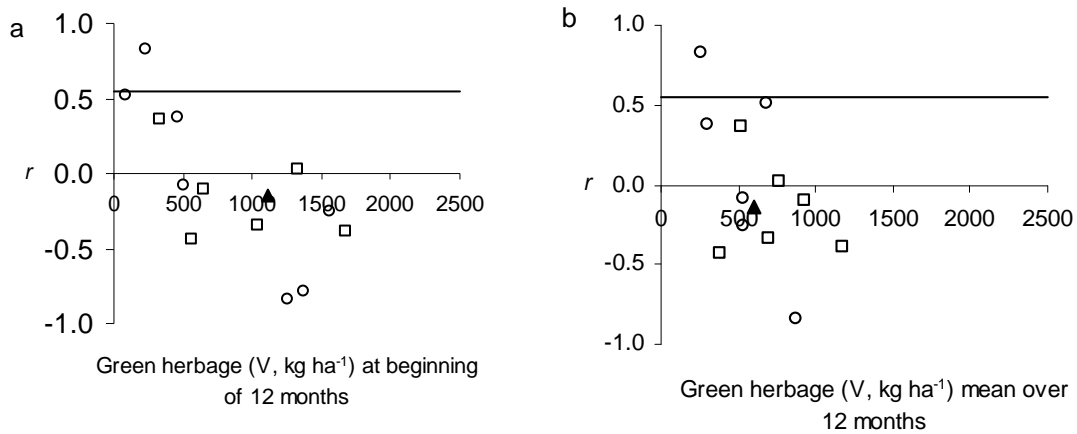 a
1.0
0.5
0.0
-0.5
-1.0
r
0 500 1000 1500 2000 2500
Green herbage (V, kg ha⁻¹) at beginning
of 12 months
b
1.0
0.5
0.0
-0.5
-1.0
r
0 500 1000 1500 2000 2500
Green herbage (V, kg ha⁻¹) mean over
12 months